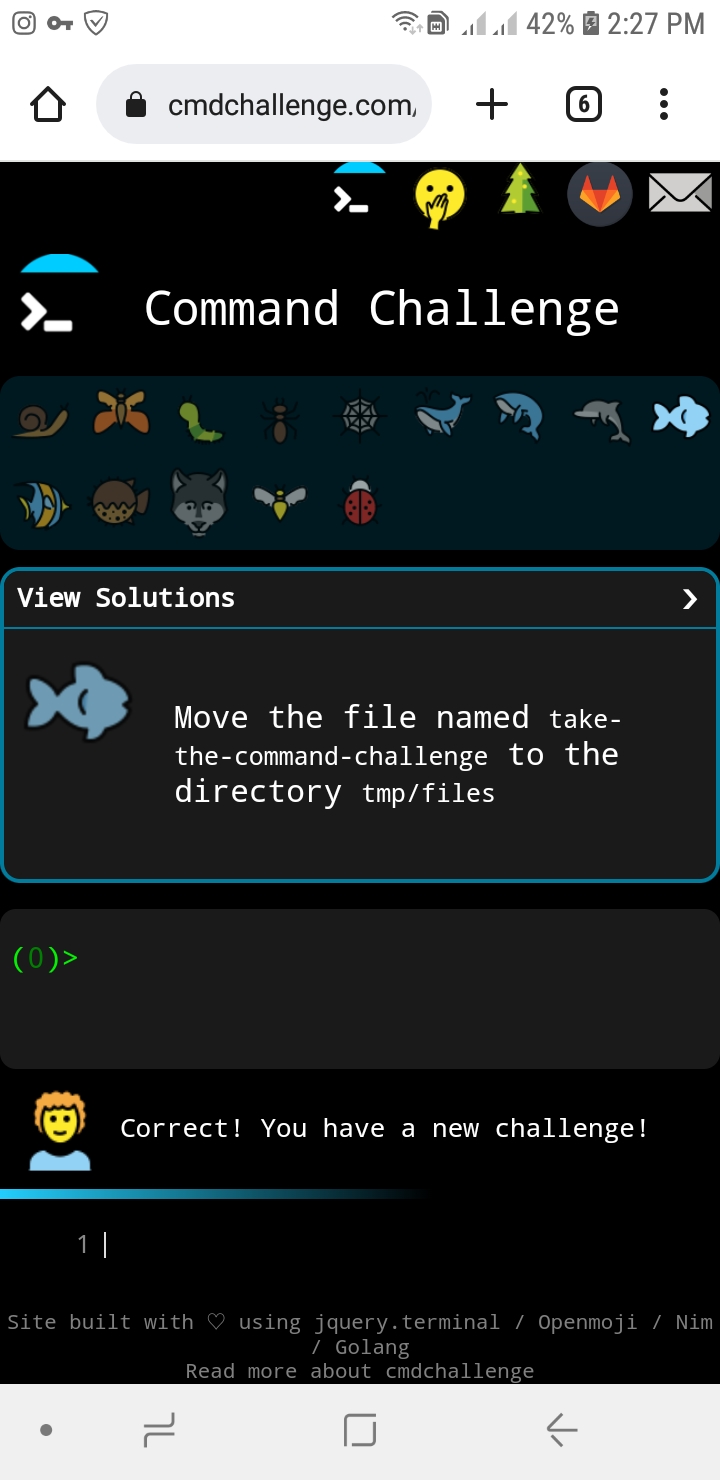 42% 2:27 PM
cmdchallenge.com/
6
Command Challenge
View Solutions
Move the file named take-
the-command-challenge to the
directory tmp/files
(0)>
Correct! You have a new challenge!
1
Site built with ♡ using jquery.terminal / Openmoji / Nim
/ Golang
Read more about cmdchallenge